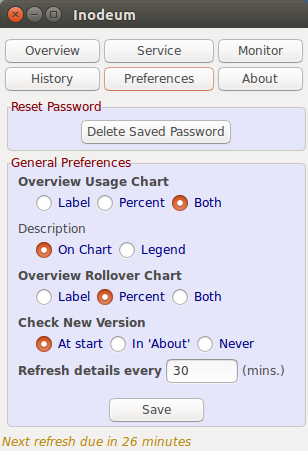 Inodeum
Overview Service Monitor
History Preferences About
Reset Password
Delete Saved Password
General Preferences
Overview Usage Chart
Label Percent Both
Description
On Chart Legend
Overview Rollover Chart
Label Percent Both
Check New Version
At start In 'About' Never
Refresh details every 30 (mins.)
Save
Next refresh due in 26 minutes